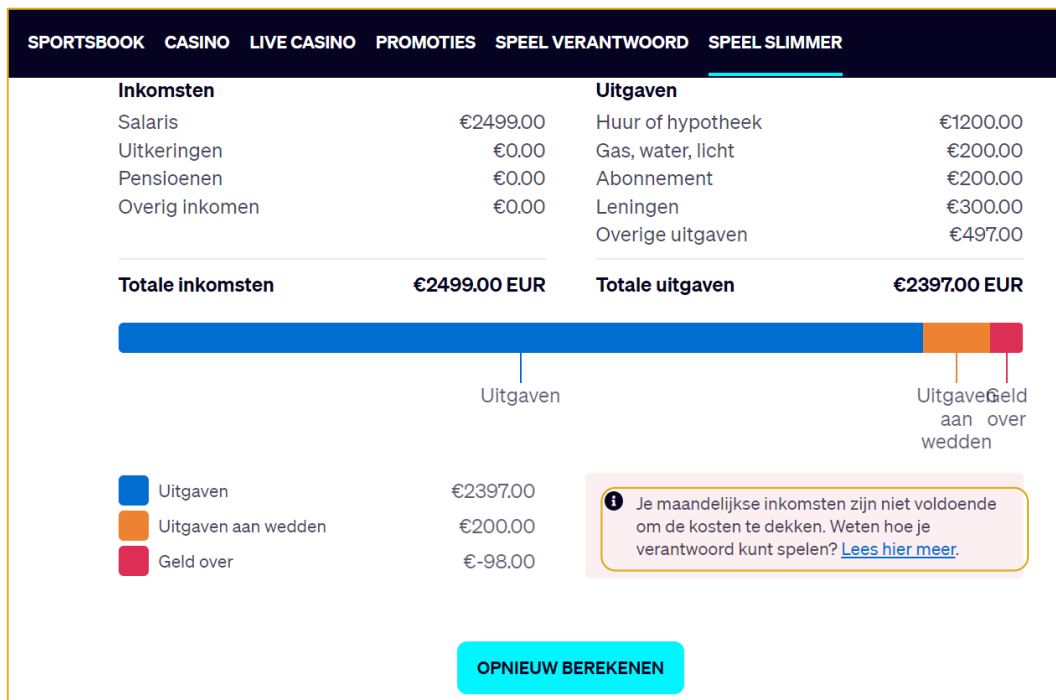 SPORTSBOOK CASINO LIVE CASINO PROMOTIES SPEEL VERANTWOORD SPEEL SLIMMER
Inkomsten
Salaris €2499.00
Uitkeringen €0.00
Pensioenen €0.00
Overig inkomen €0.00
Totale inkomsten €2499.00 EUR
Uitgaven
Huur of hypotheek €1200.00
Gas, water, licht €200.00
Abonnement €200.00
Leningen €300.00
Overige uitgaven €497.00
Totale uitgaven €2397.00 EUR
Uitgaven
Uitgaven
aan
wedden
Geld
over
Uitgaven €2397.00
Uitgaven aan wedden €200.00
Geld over €-98.00
Je maandelijkse inkomsten zijn niet voldoende
om de kosten te dekken. Weten hoe je
verantwoord kunt spelen? Lees hier meer.
OPNIEUW BEREKENEN